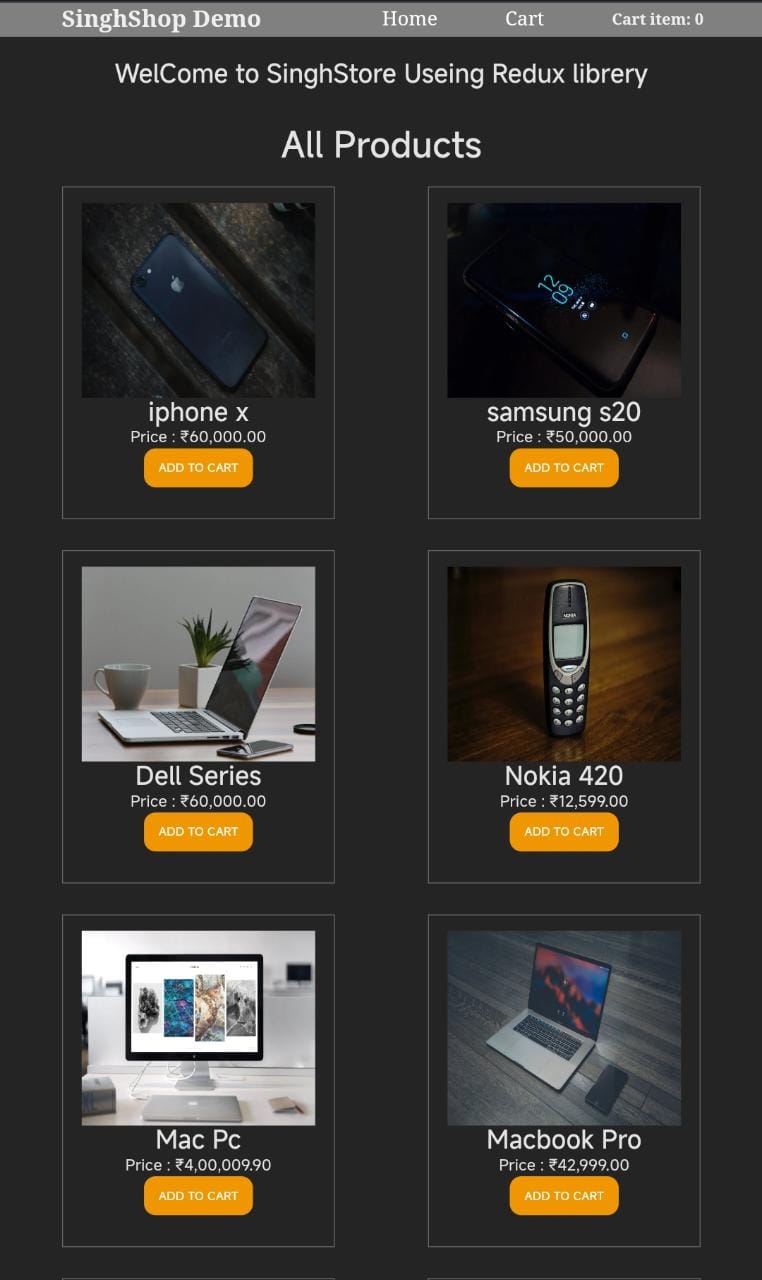 SinghShop Demo Home Cart Cart item: 0
WelCome to SinghStore Useing Redux librery
All Products
12
09
iphone x
samsung s20
Price : ₹60,000.00
Price : ₹50,000.00
ADD TO CART
ADD TO CART
NOKIA
Dell Series
Nokia 420
Price : ₹60,000.00
Price : ₹12,599.00
ADD TO CART
ADD TO CART
Mac Pc
Macbook Pro
Price : ₹4,00,009.90
Price : ₹42,999.00
ADD TO CART
ADD TO CART